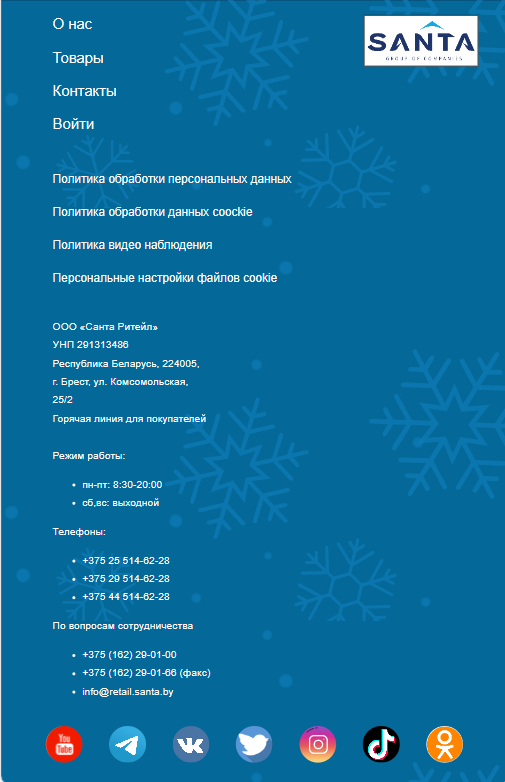 О нас
SANTA
GROUP OF COMPANIES
Товары
Контакты
Войти
Политика обработки персональных данных
Политика обработки данных coockie
Политика видео наблюдения
Персональные настройки файлов cookie
ООО «Санта Ритейл»
УНП 291313486
Республика Беларусь, 224005,
г. Брест, ул. Комсомольская,
25/2
Горячая линия для покупателей
Режим работы:
• пн-пт: 8:30-20:00
• сб,вс: выходной
Телефоны:
• +375 25 514-62-28
• +375 29 514-62-28
• +375 44 514-62-28
По вопросам сотрудничества
• +375 (162) 29-01-00
• +375 (162) 29-01-66 (факс)
• info@retail.santa.by
You
Tube